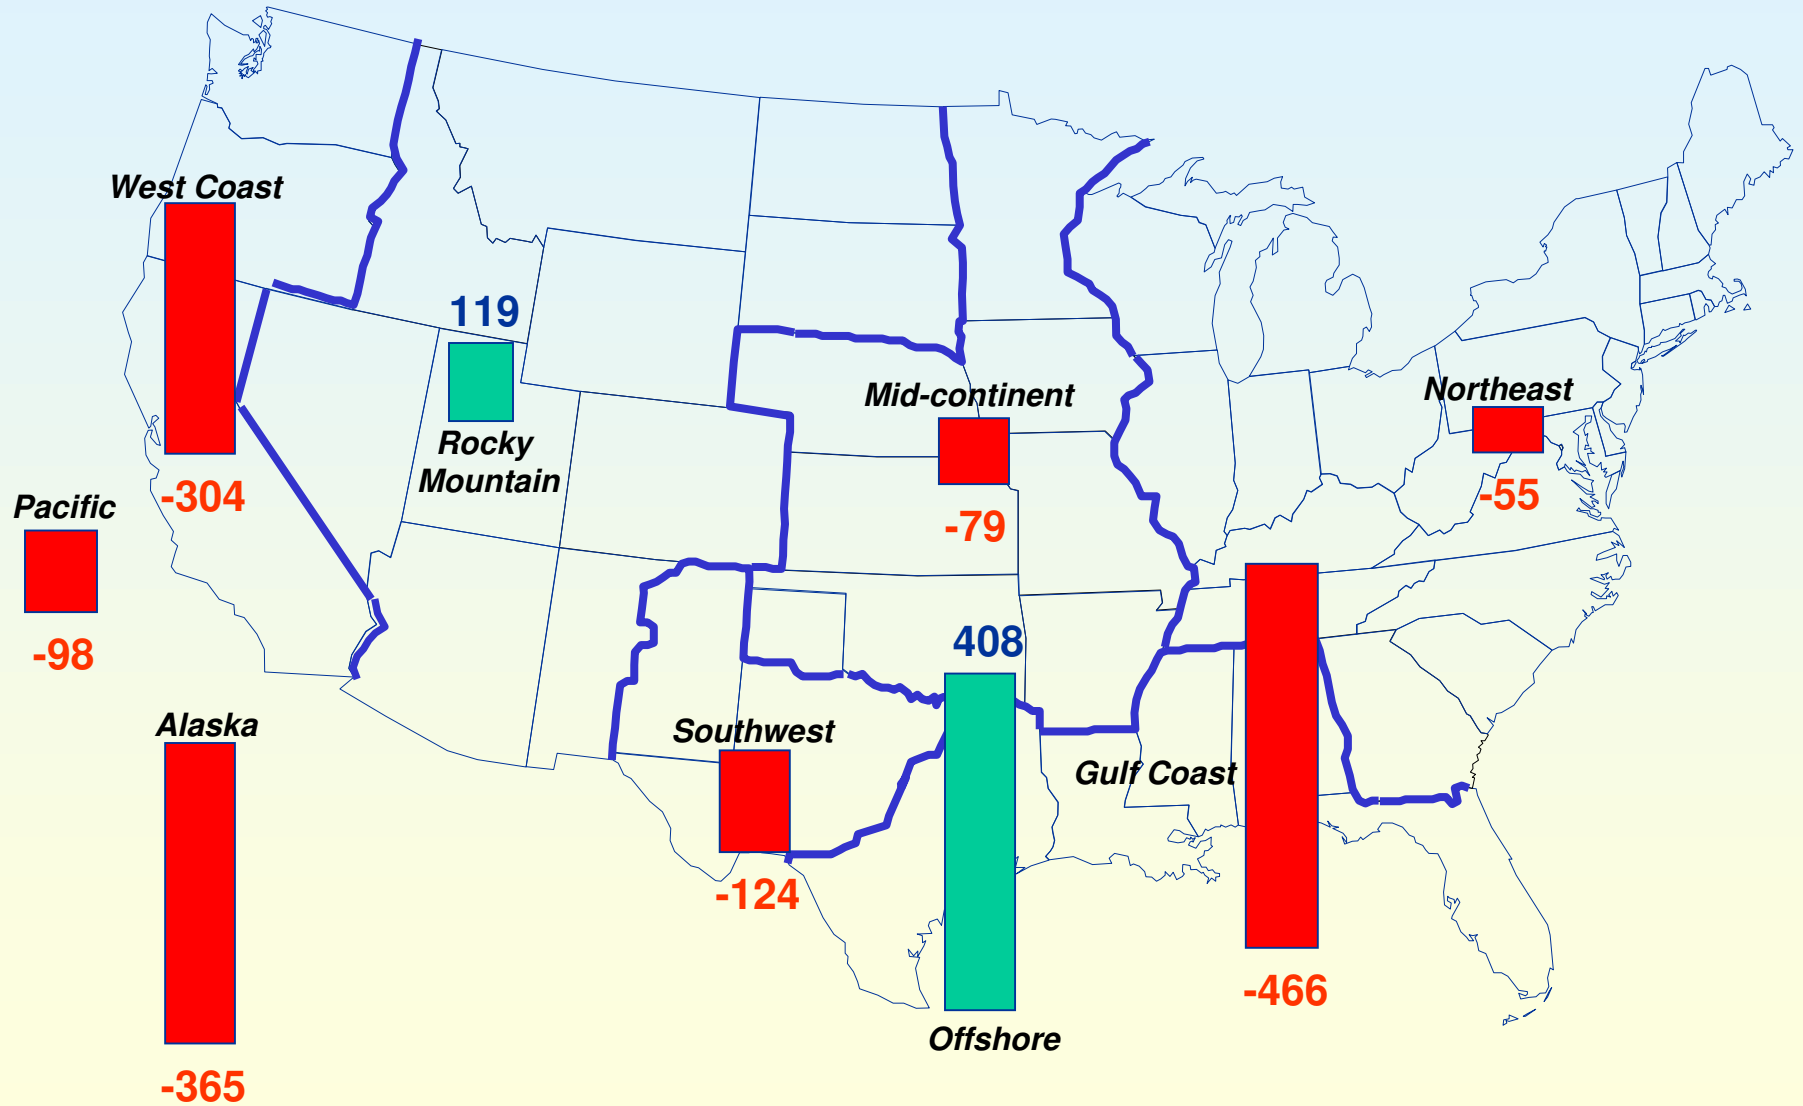 West Coast
-304
119
Rocky
Mountain
Mid-continent
-79
Northeast
-55
Pacific
-98
Alaska
-365
Southwest
-124
408
Offshore
Gulf Coast
-466